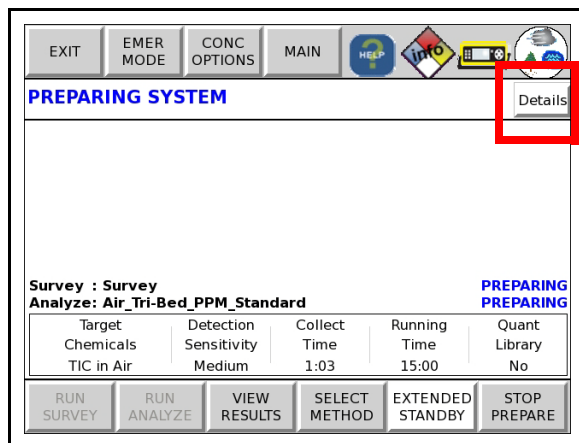 EXIT
EMER
MODE
CONC
OPTIONS
MAIN
HELP
info
PREPARING SYSTEM
Details
Survey : Survey PREPARING
Analyze: Air_Tri-Bed_PPM_Standard PREPARING
Target Detection Collect Running Quant
Chemicals Sensitivity Time Time Library
TIC in Air Medium 1:03 15:00 No
RUN
SURVEY
RUN
ANALYZE
VIEW
RESULTS
SELECT
METHOD
EXTENDED
STANDBY
STOP
PREPARE